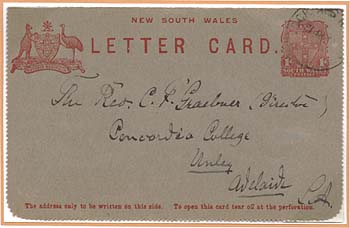 NEW SOUTH WALES
LETTER CARD.
The Rev. C. F. Graebner (Director)
Concordia College
Unley
Adelaide
S.A.
The address only to be written on this side. To open this card tear off at the perforation.